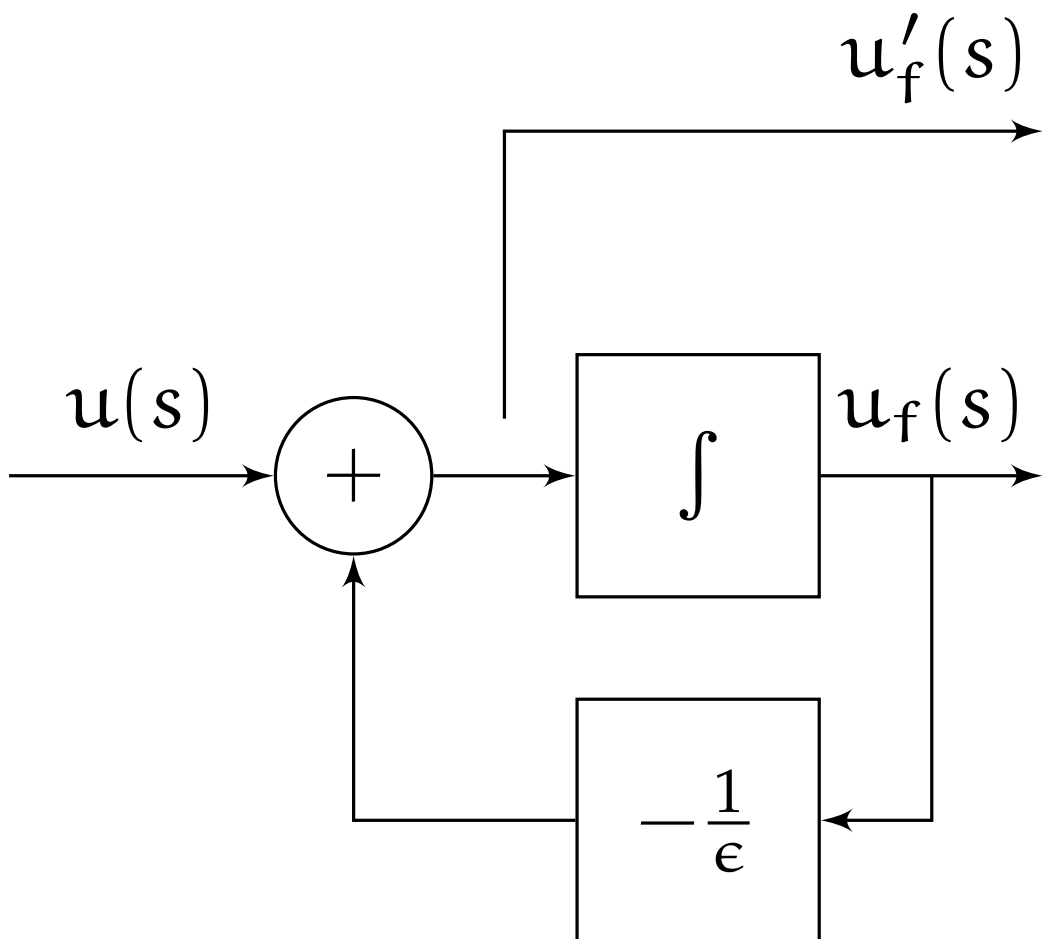 u′_f(s)
u(s)
u_f(s)
+
∫
−1/ϵ